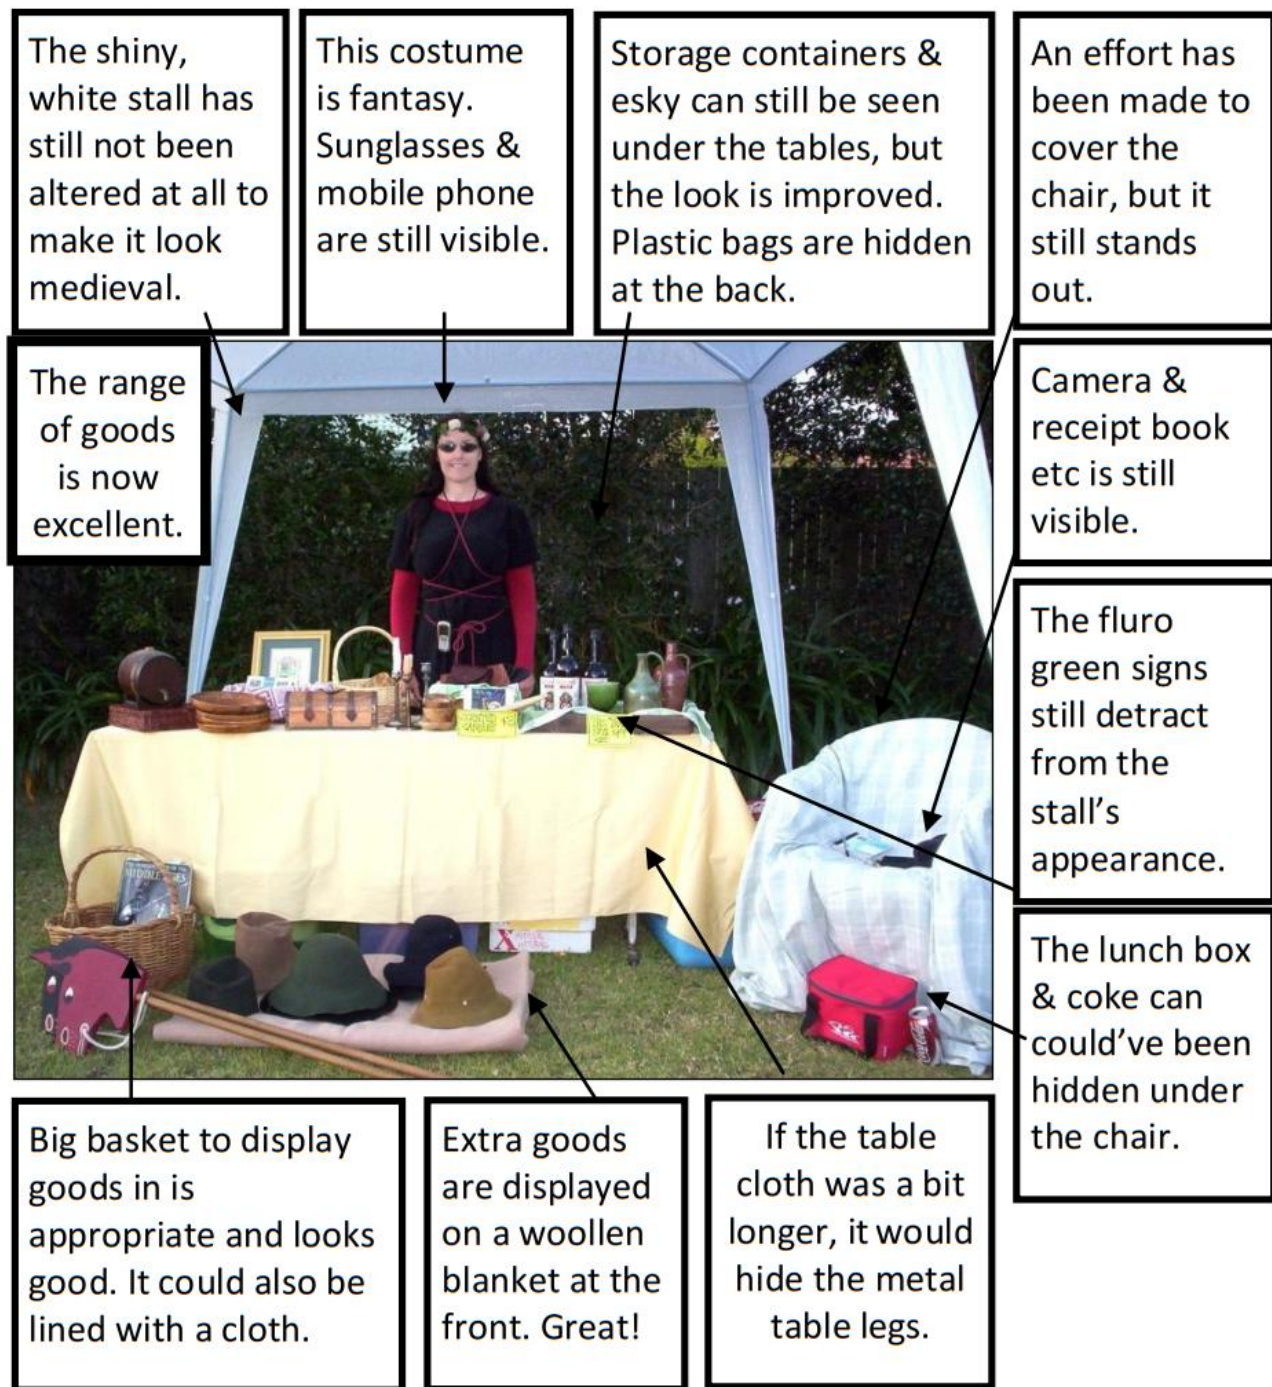 The shiny,
white stall has
still not been
altered at all to
make it look
medieval.
This costume
is fantasy.
Sunglasses &
mobile phone
are still visible.
Storage containers &
esky can still be seen
under the tables, but
the look is improved.
Plastic bags are hidden
at the back.
An effort has
been made to
cover the
chair, but it
still stands
out.
The range
of goods
is now
excellent.
Camera &
receipt book
etc is still
visible.
The fluro
green signs
still detract
from the
stall's
appearance.
The lunch box
& coke can
could've been
hidden under
the chair.
Big basket to display
goods in is
appropriate and looks
good. It could also be
lined with a cloth.
Extra goods
are displayed
on a woollen
blanket at the
front. Great!
If the table
cloth was a bit
longer, it would
hide the metal
table legs.